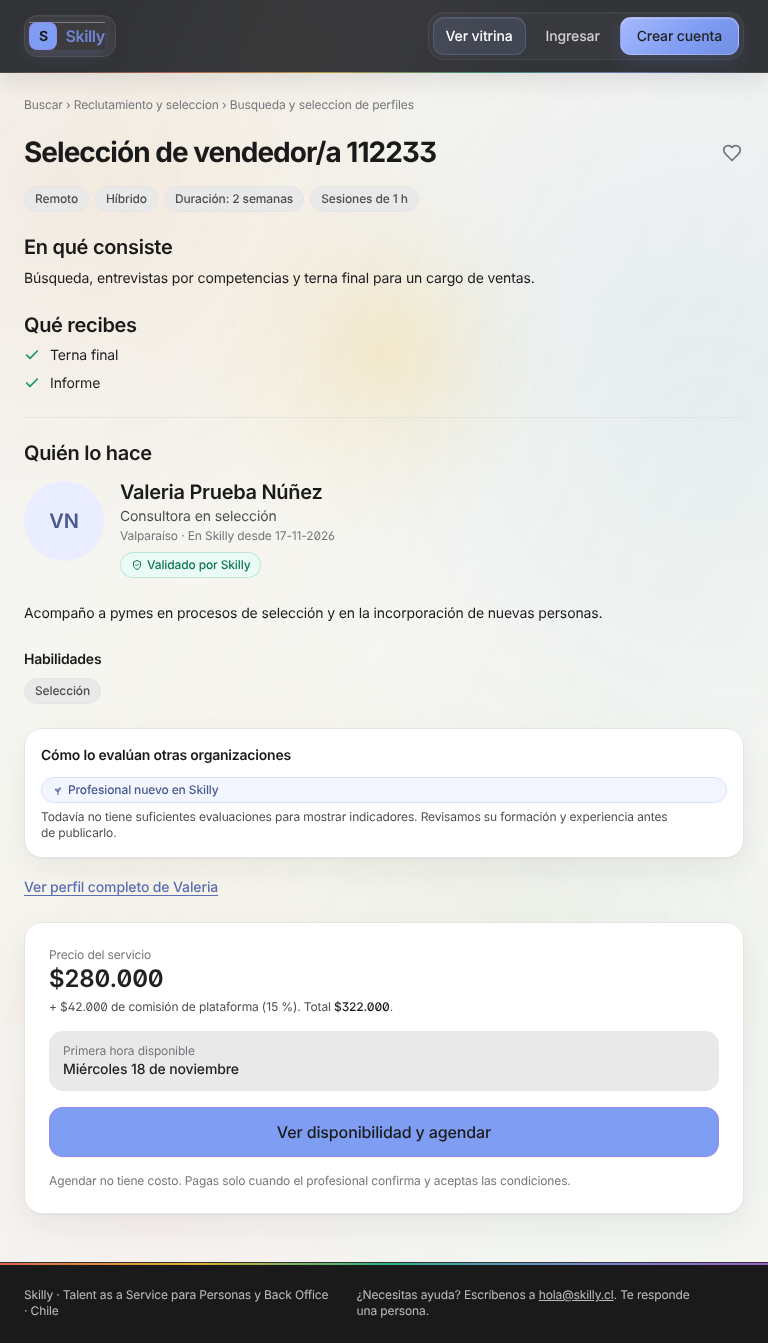 S Skilly
Ver vitrina
Ingresar
Crear cuenta
Buscar › Reclutamiento y seleccion › Busqueda y seleccion de perfiles
Selección de vendedor/a 112233
Remoto
Híbrido
Duración: 2 semanas
Sesiones de 1 h
En qué consiste
Búsqueda, entrevistas por competencias y terna final para un cargo de ventas.
Qué recibes
Terna final
Informe
Quién lo hace
VN
Valeria Prueba Núñez
Consultora en selección
Valparaíso · En Skilly desde 17-11-2026
Validado por Skilly
Acompaño a pymes en procesos de selección y en la incorporación de nuevas personas.
Habilidades
Selección
Cómo lo evalúan otras organizaciones
Profesional nuevo en Skilly
Todavía no tiene suficientes evaluaciones para mostrar indicadores. Revisamos su formación y experiencia antes
de publicarlo.
Ver perfil completo de Valeria
Precio del servicio
$280.000
+ $42.000 de comisión de plataforma (15 %). Total $322.000.
Primera hora disponible
Miércoles 18 de noviembre
Ver disponibilidad y agendar
Agendar no tiene costo. Pagas solo cuando el profesional confirma y aceptas las condiciones.
Skilly · Talent as a Service para Personas y Back Office
· Chile
¿Necesitas ayuda? Escríbenos a hola@skilly.cl. Te responde
una persona.